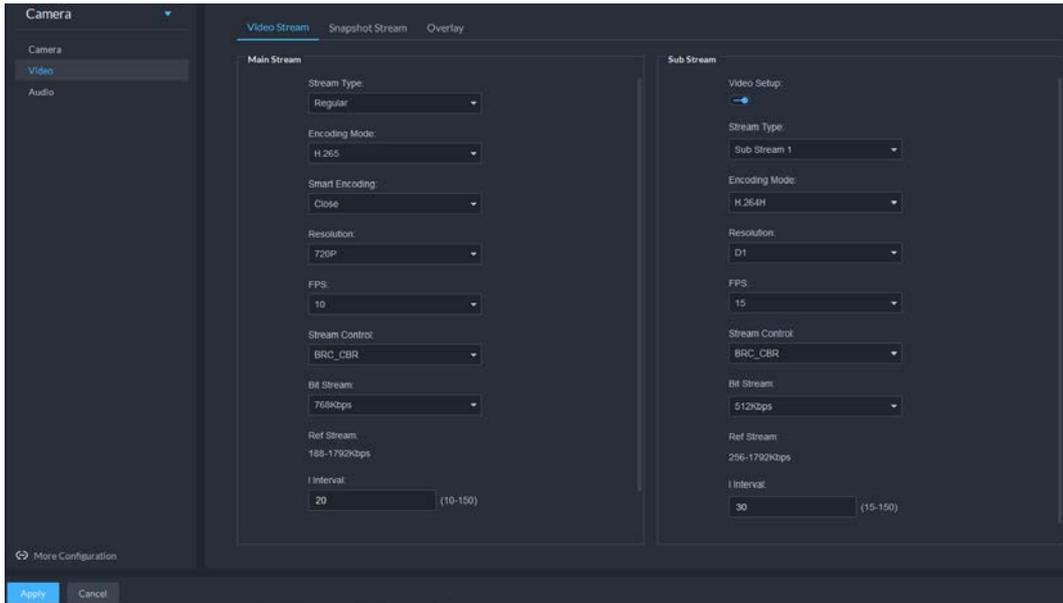 Camera
Camera
Video
Audio
More Configuration
Video Stream Snapshot Stream Overlay
Main Stream
Stream Type:
Regular
Encoding Mode:
H.265
Smart Encoding:
Close
Resolution:
720P
FPS:
10
Stream Control:
BRC_CBR
Bit Stream:
768Kbps
Ref Stream:
188-1792Kbps
I Interval:
20 (10-150)
Sub Stream
Video Setup:
Stream Type:
Sub Stream 1
Encoding Mode:
H.264H
Resolution:
D1
FPS:
15
Stream Control:
BRC_CBR
Bit Stream:
512Kbps
Ref Stream:
256-1792Kbps
I Interval:
30 (15-150)
Apply Cancel